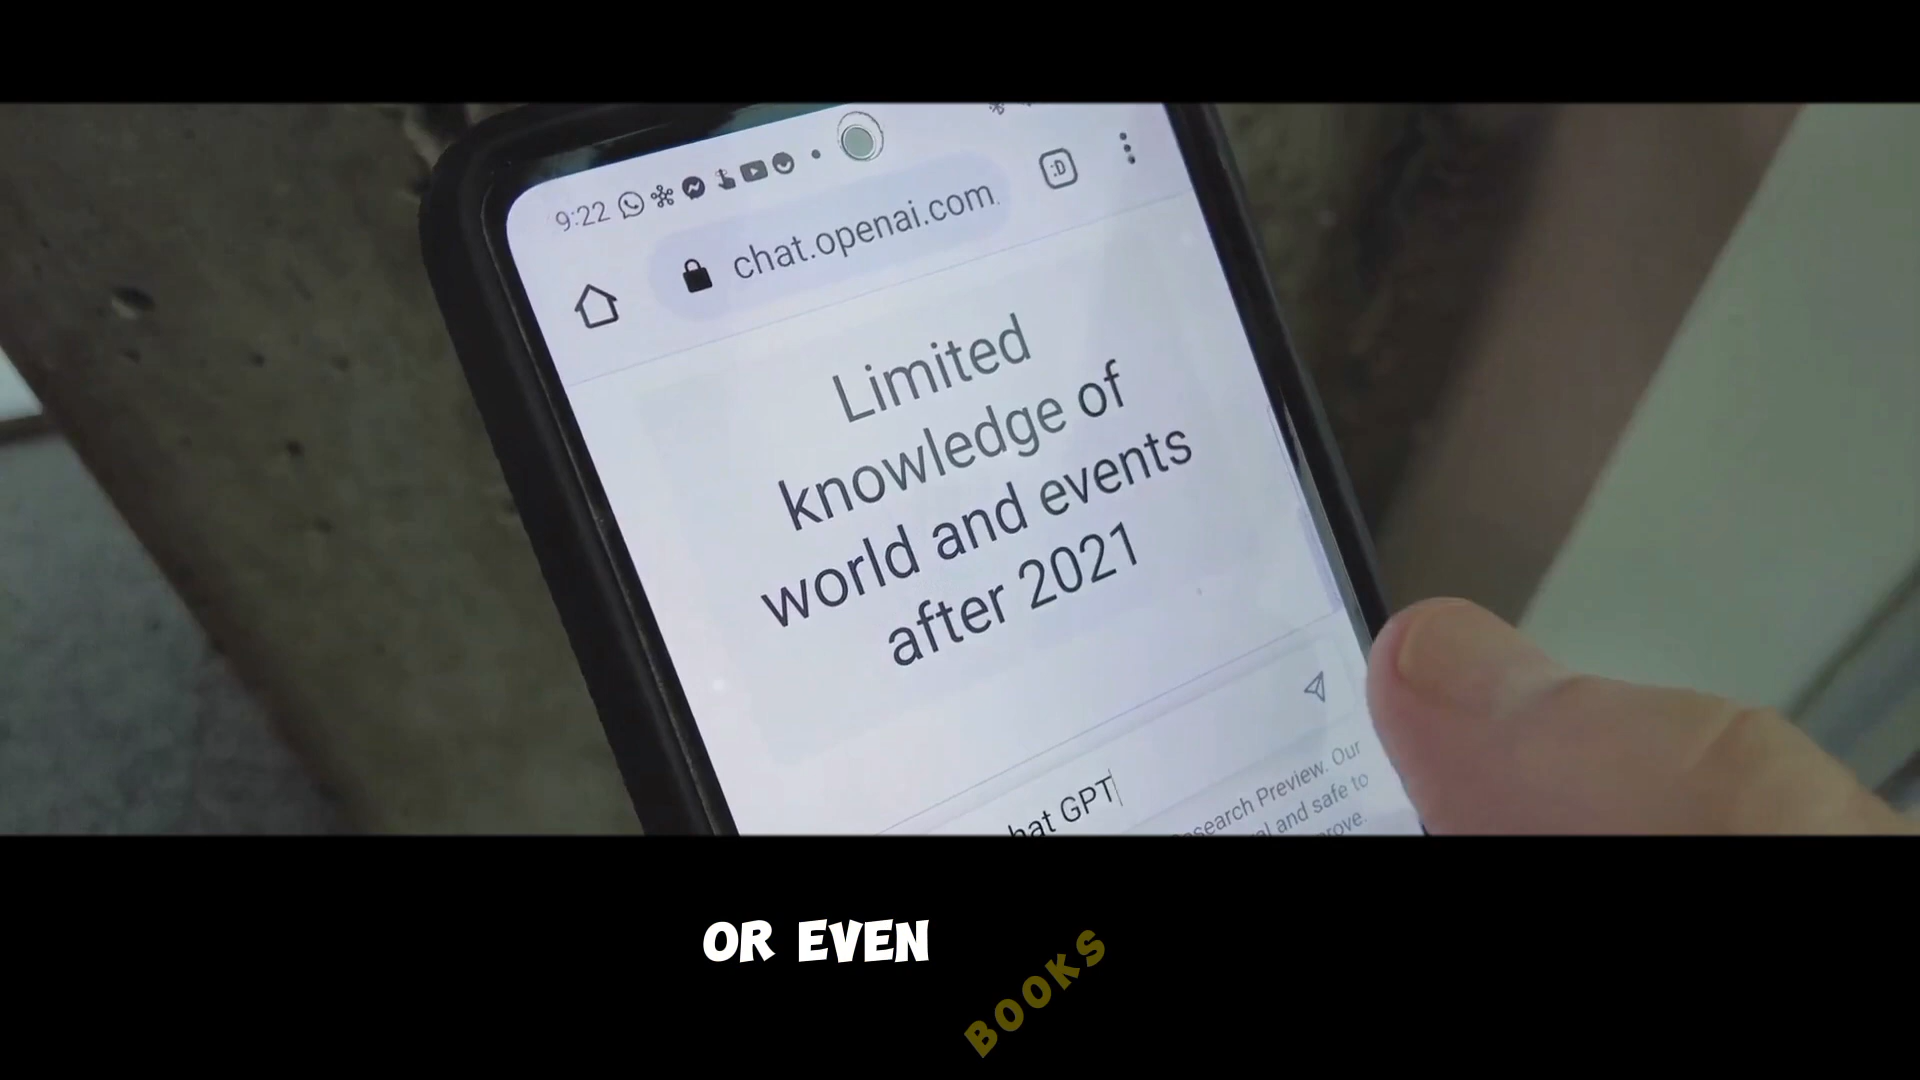 9:22
chat.openai.com
:D
Limited
knowledge of
world and events
after 2021
hat GPT
search Preview. Our
al and safe to
rove.
OR EVEN
BOOKS